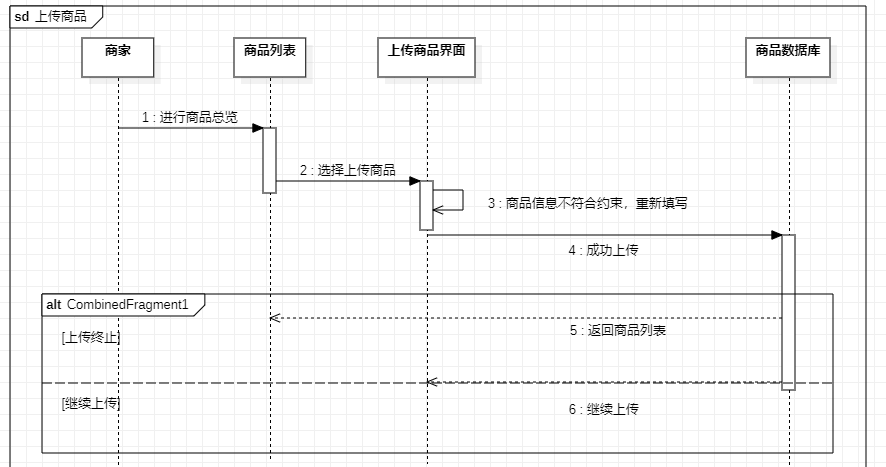 sd 上传商品
商家
商品列表
上传商品界面
商品数据库
1 : 进行商品总览
2 : 选择上传商品
3 : 商品信息不符合约束，重新填写
4 : 成功上传
alt CombinedFragment1
5 : 返回商品列表
[上传终止]
[继续上传]
6 : 继续上传